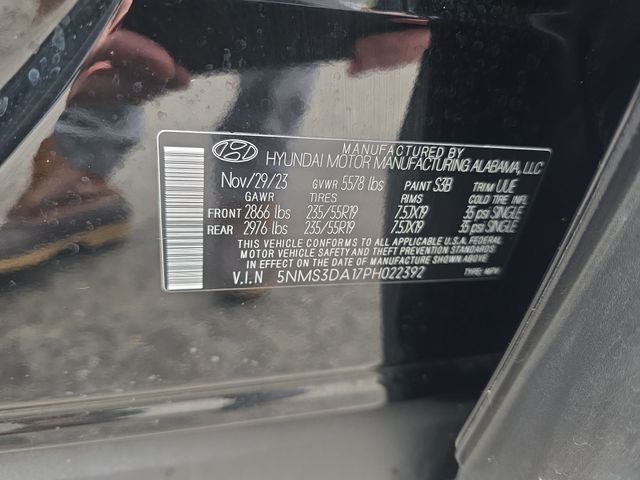 MANUFACTURED BY
HYUNDAI MOTOR MANUFACTURING ALABAMA, LLC
Nov/29/23 GVWR 5578 lbs PAINT S3B TRIM UUE
GAWR TIRES RIMS COLD TIRE INFL
FRONT 2866 lbs 235/55R19 7.57X19 35 psi SINGLE
REAR 2976 lbs 235/55R19 7.57X19 35 psi SINGLE
THIS VEHICLE CONFORMS TO ALL APPLICABLE U.S.A. FEDERAL
MOTOR VEHICLE SAFETY, BUMPER, AND THEFT PREVENTION STANDARDS
IN EFFECT ON THE DATE OF MANUFACTURE SHOWN ABOVE.
V.I.N 5NMS3DA17PH022392 TYPE: MPV